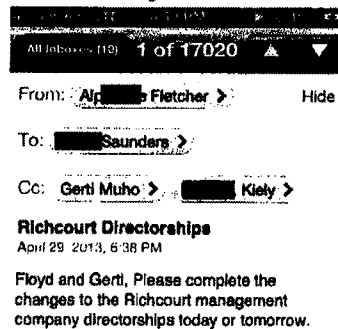 All Inboxes (10) 1 of 17020
From: Fletcher > Hide
To: Saunders >
Cc: Gerti Muho > Kiely >
Richcourt Directorships
April 29, 2013, 6:38 PM
Floyd and Gerti, Please complete the
changes to the Richcourt management
company directorships today or tomorrow.